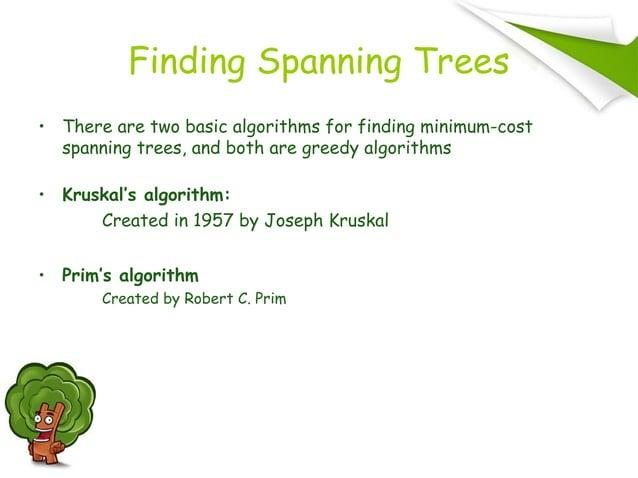 Finding Spanning Trees
• There are two basic algorithms for finding minimum-cost
spanning trees, and both are greedy algorithms
• Kruskal’s algorithm:
Created in 1957 by Joseph Kruskal
• Prim’s algorithm
Created by Robert C. Prim